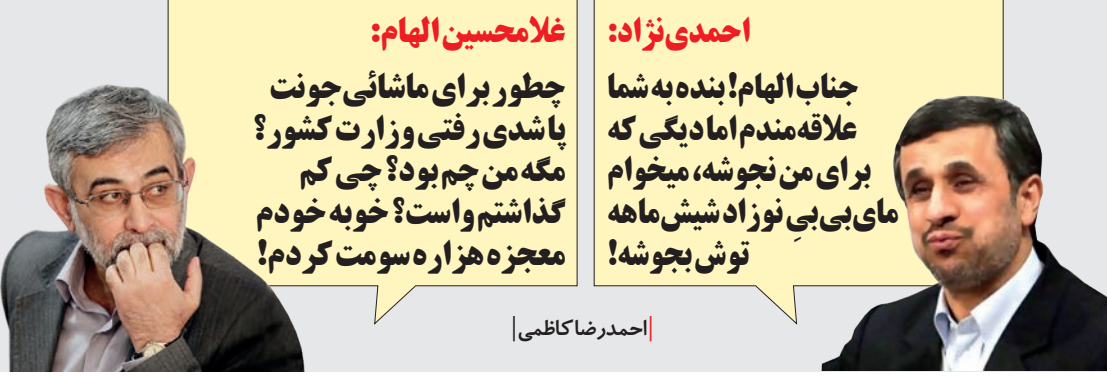 احمدی‌نژاد:
جناب الهام! بنده به شما
علاقه‌مندم اما دیگی که
برای من نجوشه، میخوام
مای بی‌بیِ نوزاد شیش‌ماهه
توش بجوشه!
غلامحسین الهام:
چطور برای ماشائی جونت
پاشدی رفتی وزارت کشور؟
مگه من چم بود؟ چی کم
گذاشتم واست؟ خوبه خودم
معجزه هزاره سومت کردم!
|احمدرضا کاظمی|